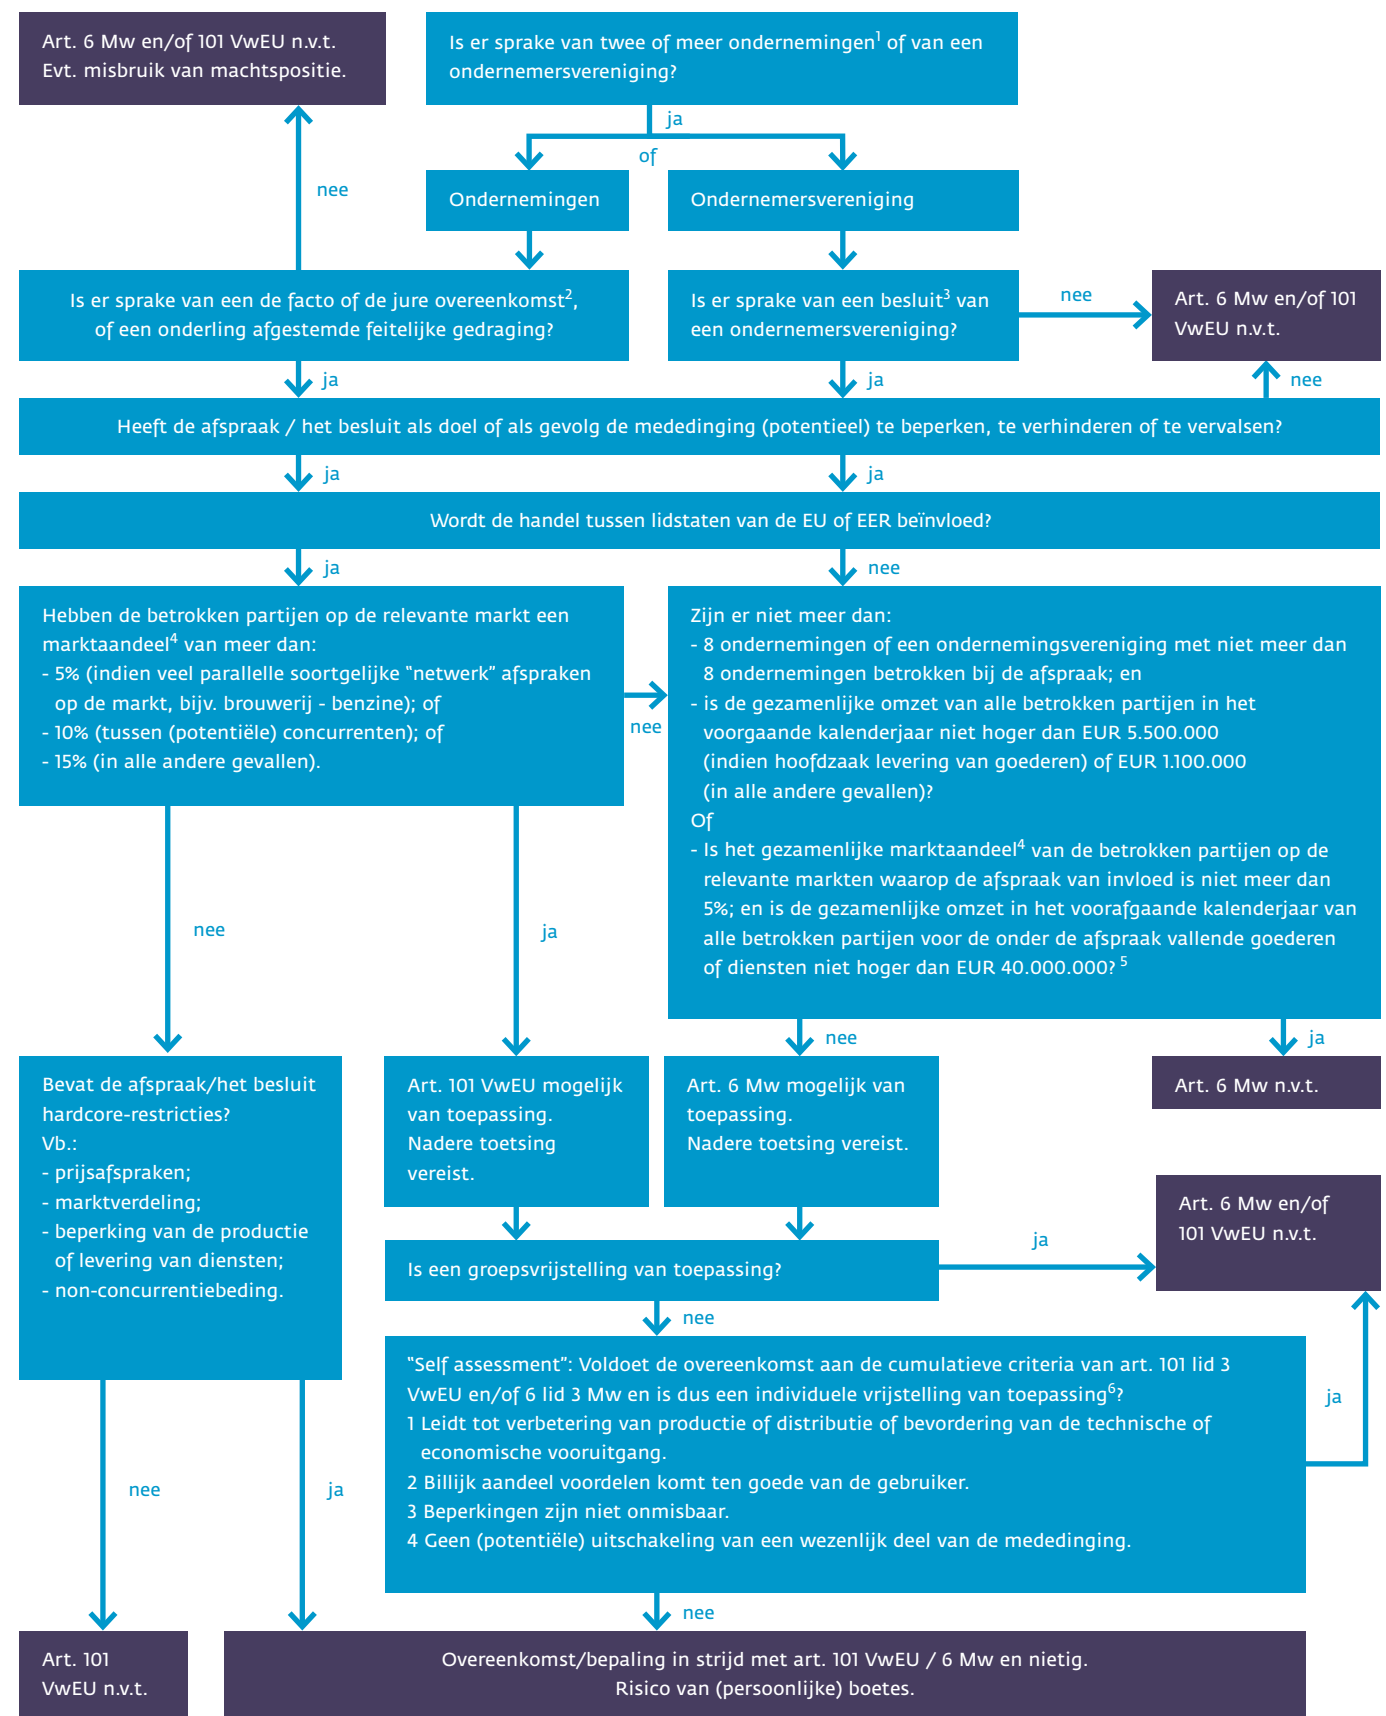 Art. 6 Mw en/of 101 VwEU n.v.t.
Evt. misbruik van machtspositie.
Is er sprake van twee of meer ondernemingen¹ of van een
ondernemersvereniging?
ja
of
nee
Ondernemingen
Ondernemersvereniging
Is er sprake van een de facto of de jure overeenkomst²,
of een onderling afgestemde feitelijke gedraging?
Is er sprake van een besluit³ van
een ondernemersvereniging?
nee
Art. 6 Mw en/of 101
VwEU n.v.t.
ja
ja
nee
Heeft de afspraak / het besluit als doel of als gevolg de mededinging (potentieel) te beperken, te verhinderen of te vervalsen?
ja
ja
Wordt de handel tussen lidstaten van de EU of EER beïnvloed?
ja
nee
Hebben de betrokken partijen op de relevante markt een
marktaandeel⁴ van meer dan:
- 5% (indien veel parallelle soortgelijke "netwerk" afspraken
op de markt, bijv. brouwerij - benzine); of
- 10% (tussen (potentiële) concurrenten); of
- 15% (in alle andere gevallen).
nee
Zijn er niet meer dan:
- 8 ondernemingen of een ondernemingsvereniging met niet meer dan
8 ondernemingen betrokken bij de afspraak; en
- is de gezamenlijke omzet van alle betrokken partijen in het
voorgaande kalenderjaar niet hoger dan EUR 5.500.000
(indien hoofdzaak levering van goederen) of EUR 1.100.000
(in alle andere gevallen)?
Of
- Is het gezamenlijke marktaandeel⁴ van de betrokken partijen op de
relevante markten waarop de afspraak van invloed is niet meer dan
5%; en is de gezamenlijke omzet in het voorafgaande kalenderjaar van
alle betrokken partijen voor de onder de afspraak vallende goederen
of diensten niet hoger dan EUR 40.000.000? ⁵
nee
ja
nee
ja
Bevat de afspraak/het besluit
hardcore-restricties?
Vb.:
- prijsafspraken;
- marktverdeling;
- beperking van de productie
of levering van diensten;
- non-concurrentiebeding.
Art. 101 VwEU mogelijk
van toepassing.
Nadere toetsing
vereist.
Art. 6 Mw mogelijk van
toepassing.
Nadere toetsing vereist.
Art. 6 Mw n.v.t.
Art. 6 Mw en/of
101 VwEU n.v.t.
Is een groepsvrijstelling van toepassing?
ja
nee
"Self assessment": Voldoet de overeenkomst aan de cumulatieve criteria van art. 101 lid 3
VwEU en/of 6 lid 3 Mw en is dus een individuele vrijstelling van toepassing⁶?
1 Leidt tot verbetering van productie of distributie of bevordering van de technische of
economische vooruitgang.
2 Billijk aandeel voordelen komt ten goede van de gebruiker.
3 Beperkingen zijn niet onmisbaar.
4 Geen (potentiële) uitschakeling van een wezenlijk deel van de mededinging.
ja
nee
ja
nee
Art. 101
VwEU n.v.t.
Overeenkomst/bepaling in strijd met art. 101 VwEU / 6 Mw en nietig.
Risico van (persoonlijke) boetes.